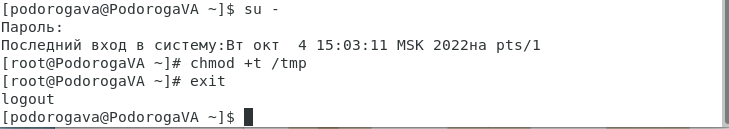 [podorogava@PodorogaVA ~]$ su -
Пароль:
Последний вход в систему:Вт окт  4 15:03:11 MSK 2022на pts/1
[root@PodorogaVA ~]# chmod +t /tmp
[root@PodorogaVA ~]# exit
logout
[podorogava@PodorogaVA ~]$